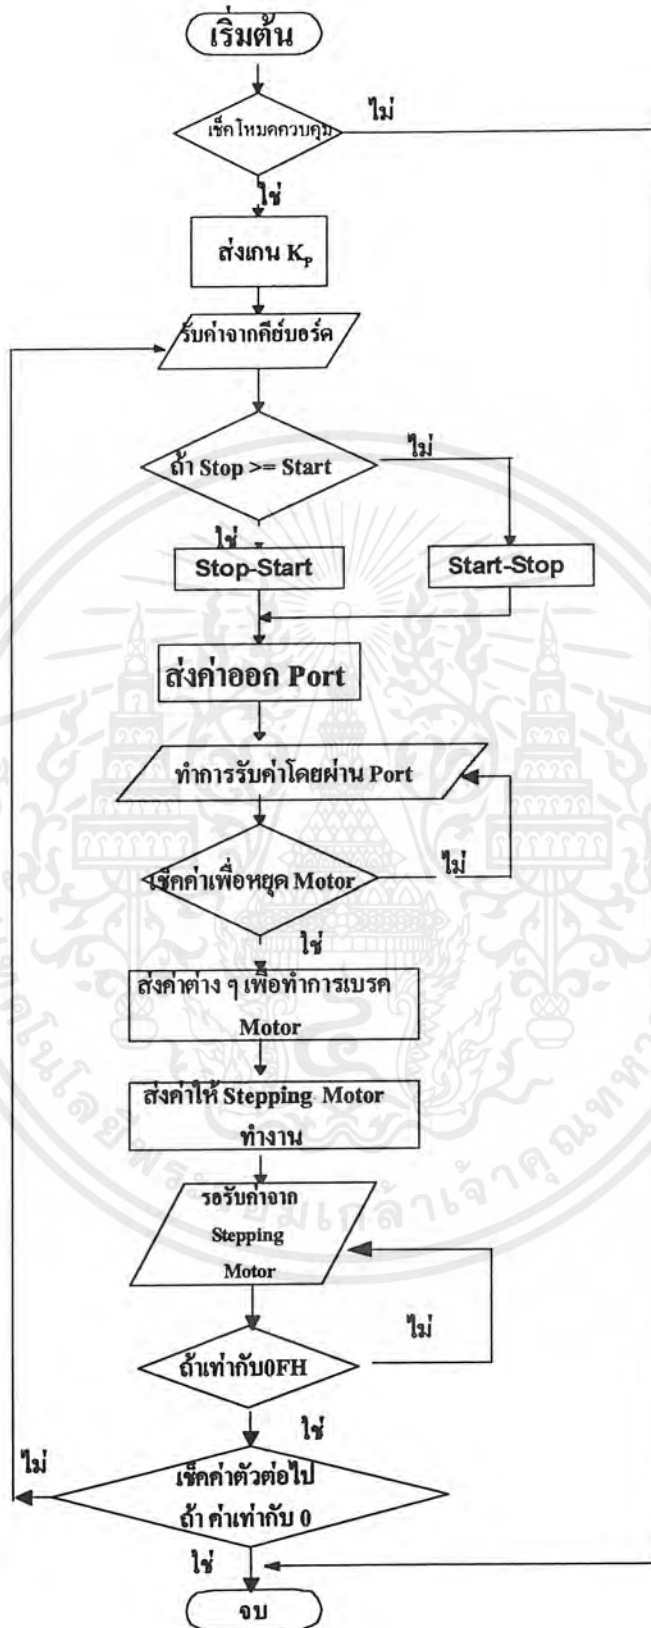 เริ่มต้น
เช็คโหมดควบคุม
ไม่
ใช่
ส่งเกน K_P
รับค่าจากคีย์บอร์ด
ถ้า Stop >= Start
ไม่
ใช่
Stop-Start
Start-Stop
ส่งค่าออก Port
ทำการรับค่าโดยผ่าน Port
เช็คค่าเพื่อหยุด Motor
ไม่
ใช่
ส่งค่าต่าง ๆ เพื่อทำการเบรค
Motor
ส่งค่าให้ Stepping Motor
ทำงาน
รอรับค่าจาก
Stepping
Motor
ไม่
ถ้าเท่ากับ0FH
ใช่
ไม่
เช็คค่าตัวต่อไป
ถ้า ค่าเท่ากับ 0
ใช่
จบ